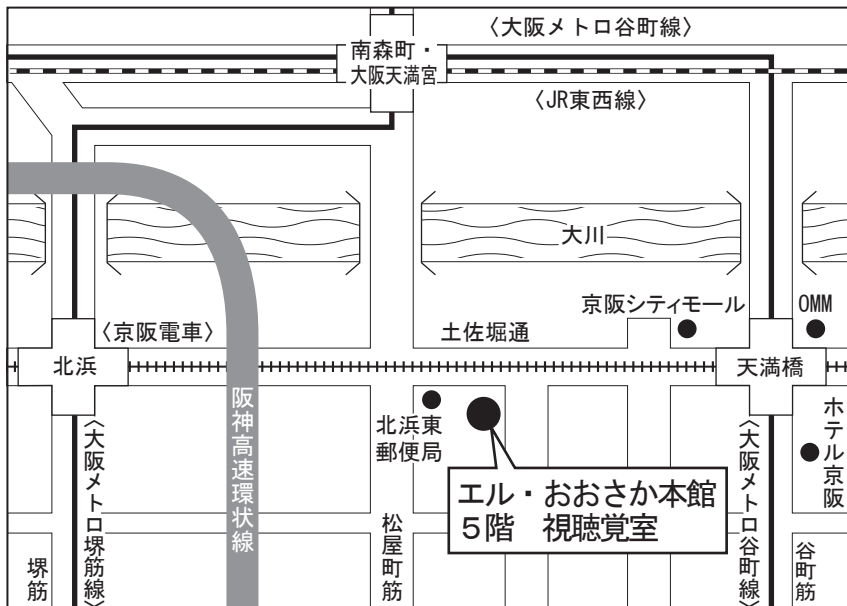 〈大阪メトロ谷町線〉
南森町・
大阪天満宮
〈JR東西線〉
大川
京阪シティモール
OMM
〈京阪電車〉
土佐堀通
北浜
天満橋
阪神高速環状線
北浜東
郵便局
ホテル京阪
〈大阪メトロ堺筋線〉
〈大阪メトロ谷町線〉
エル・おおさか本館
5階　視聴覚室
堺筋
松屋町筋
谷町筋